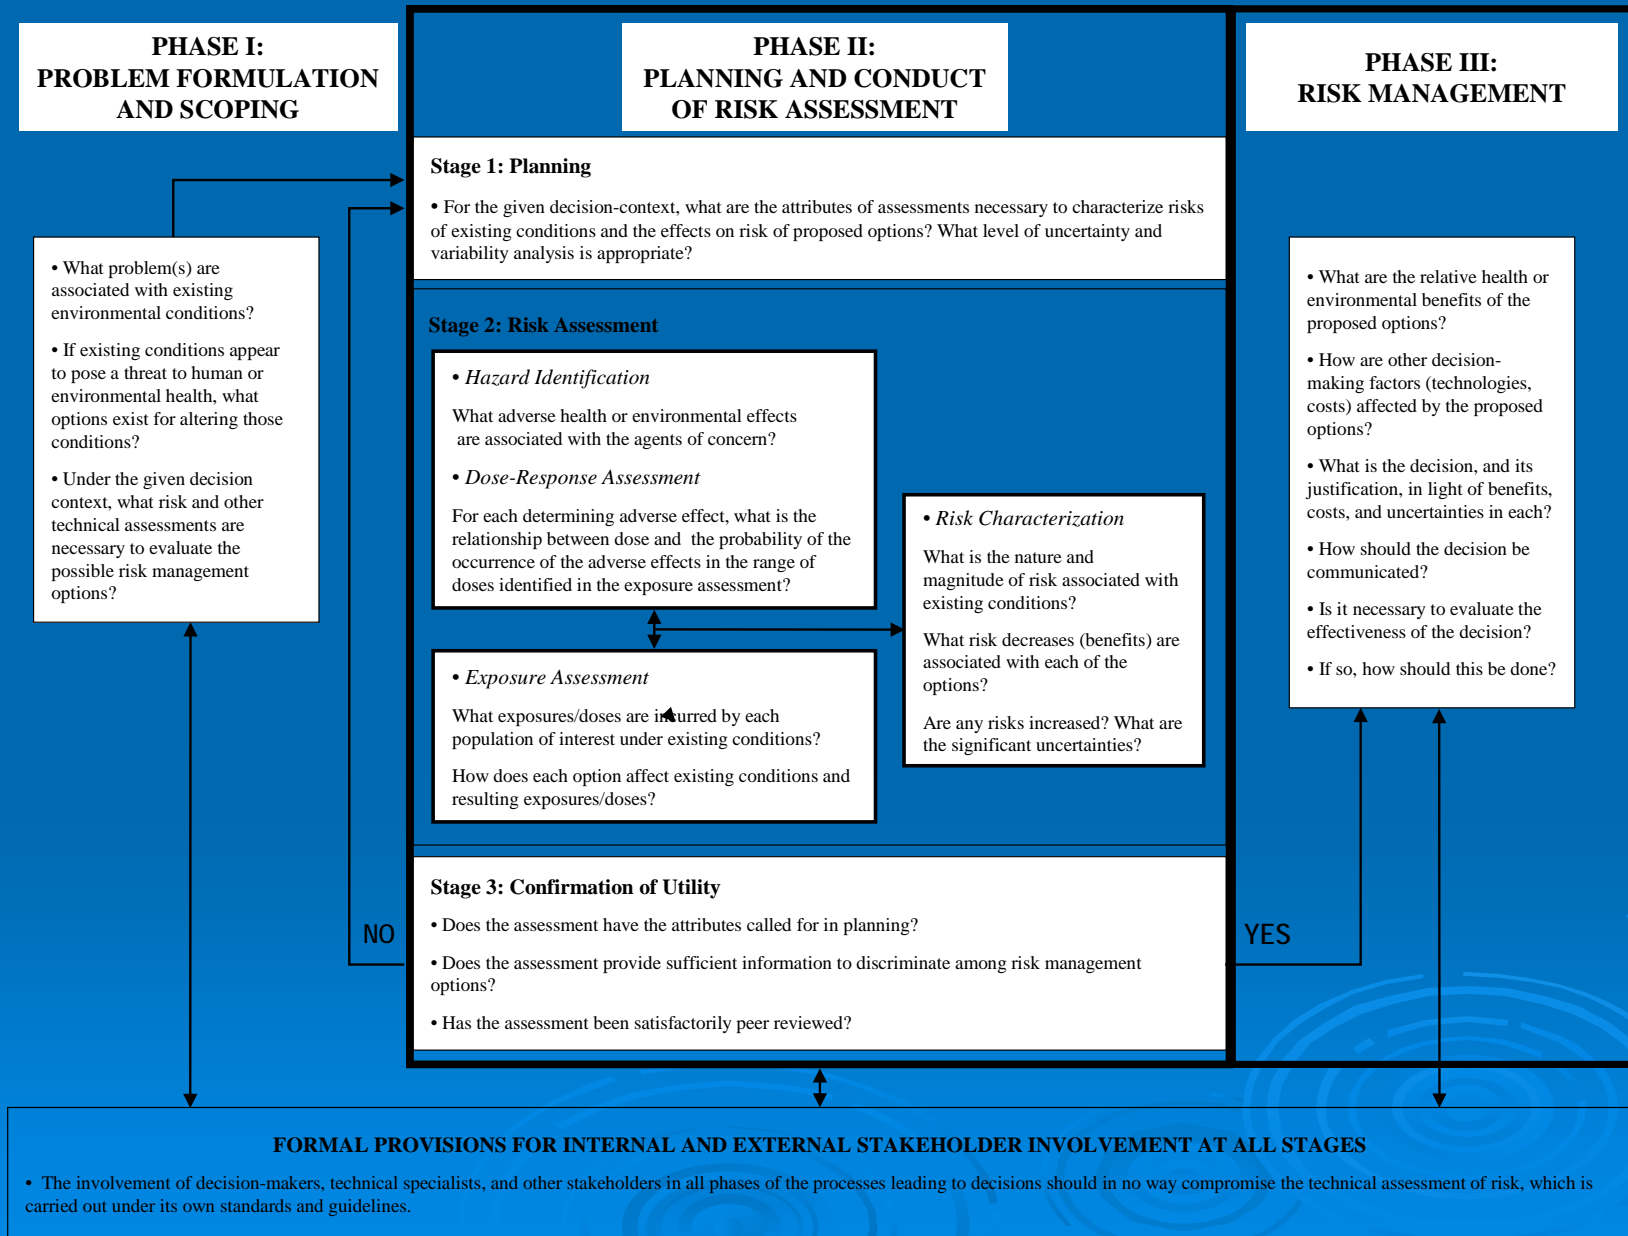 PHASE I:
PROBLEM FORMULATION
AND SCOPING
• What problem(s) are
associated with existing
environmental conditions?
• If existing conditions appear
to pose a threat to human or
environmental health, what
options exist for altering those
conditions?
• Under the given decision
context, what risk and other
technical assessments are
necessary to evaluate the
possible risk management
options?
PHASE II:
PLANNING AND CONDUCT
OF RISK ASSESSMENT
Stage 1: Planning
• For the given decision-context, what are the attributes of assessments necessary to characterize risks
of existing conditions and the effects on risk of proposed options? What level of uncertainty and
variability analysis is appropriate?
Stage 2: Risk Assessment
• Hazard Identification
What adverse health or environmental effects
are associated with the agents of concern?
• Dose-Response Assessment
For each determining adverse effect, what is the
relationship between dose and the probability of the
occurrence of the adverse effects in the range of
doses identified in the exposure assessment?
• Exposure Assessment
What exposures/doses are incurred by each
population of interest under existing conditions?
How does each option affect existing conditions and
resulting exposures/doses?
• Risk Characterization
What is the nature and
magnitude of risk associated with
existing conditions?
What risk decreases (benefits) are
associated with each of the
options?
Are any risks increased? What are
the significant uncertainties?
Stage 3: Confirmation of Utility
• Does the assessment have the attributes called for in planning?
• Does the assessment provide sufficient information to discriminate among risk management
options?
• Has the assessment been satisfactorily peer reviewed?
NO
YES
PHASE III:
RISK MANAGEMENT
• What are the relative health or
environmental benefits of the
proposed options?
• How are other decision-
making factors (technologies,
costs) affected by the proposed
options?
• What is the decision, and its
justification, in light of benefits,
costs, and uncertainties in each?
• How should the decision be
communicated?
• Is it necessary to evaluate the
effectiveness of the decision?
• If so, how should this be done?
FORMAL PROVISIONS FOR INTERNAL AND EXTERNAL STAKEHOLDER INVOLVEMENT AT ALL STAGES
• The involvement of decision-makers, technical specialists, and other stakeholders in all phases of the processes leading to decisions should in no way compromise the technical assessment of risk, which is
carried out under its own standards and guidelines.